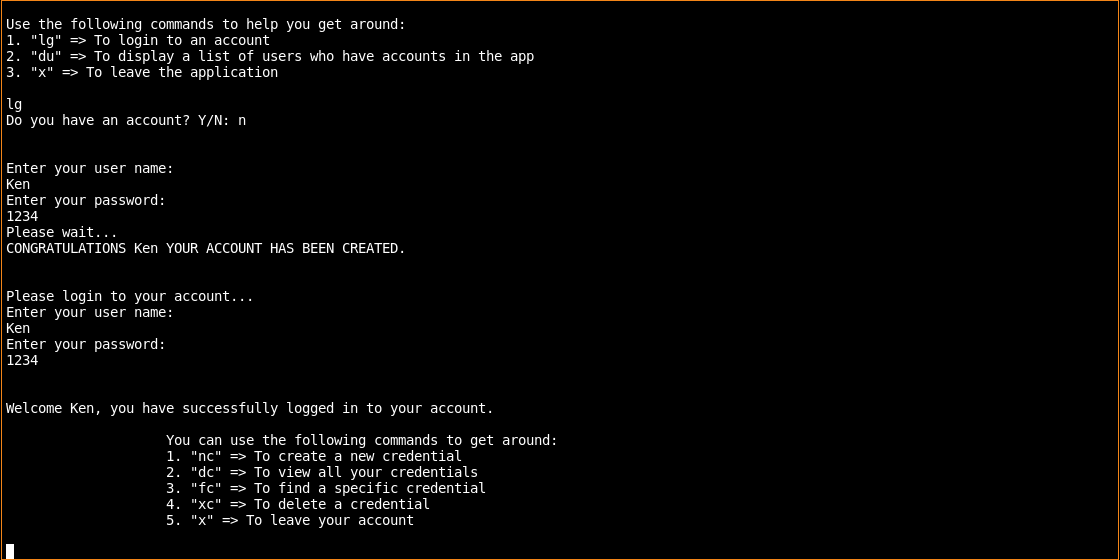 Use the following commands to help you get around:
1. "lg" => To login to an account
2. "du" => To display a list of users who have accounts in the app
3. "x" => To leave the application
lg
Do you have an account? Y/N: n
Enter your user name:
Ken
Enter your password:
1234
Please wait...
CONGRATULATIONS Ken YOUR ACCOUNT HAS BEEN CREATED.
Please login to your account...
Enter your user name:
Ken
Enter your password:
1234
Welcome Ken, you have successfully logged in to your account.
You can use the following commands to get around:
1. "nc" => To create a new credential
2. "dc" => To view all your credentials
3. "fc" => To find a specific credential
4. "xc" => To delete a credential
5. "x" => To leave your account